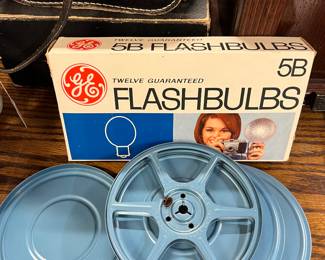 GE
5B FLASHBULBS
5B
TWELVE GUARANTEED
FLASHBULBS